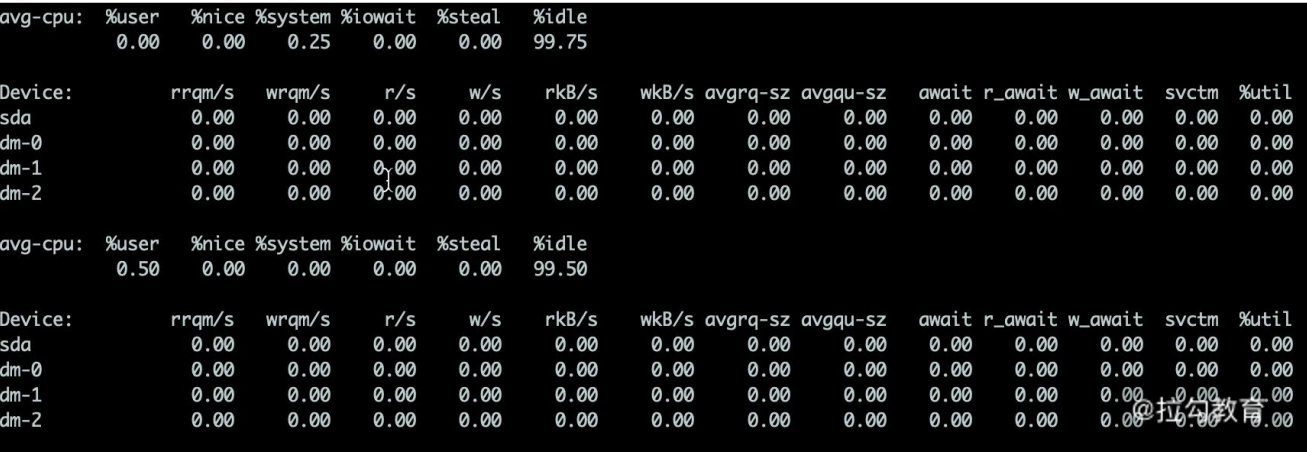 avg-cpu: %user %nice %system %iowait %steal %idle
0.00 0.00 0.25 0.00 0.00 99.75
Device: rrqm/s wrqm/s r/s w/s rkB/s wkB/s avgrq-sz avgqu-sz await r_await w_await svctm %util
sda 0.00 0.00 0.00 0.00 0.00 0.00 0.00 0.00 0.00 0.00 0.00 0.00 0.00
dm-0 0.00 0.00 0.00 0.00 0.00 0.00 0.00 0.00 0.00 0.00 0.00 0.00 0.00
dm-1 0.00 0.00 0.00 0.00 0.00 0.00 0.00 0.00 0.00 0.00 0.00 0.00 0.00
dm-2 0.00 0.00 0.00 0.00 0.00 0.00 0.00 0.00 0.00 0.00 0.00 0.00 0.00
avg-cpu: %user %nice %system %iowait %steal %idle
0.50 0.00 0.00 0.00 0.00 99.50
Device: rrqm/s wrqm/s r/s w/s rkB/s wkB/s avgrq-sz avgqu-sz await r_await w_await svctm %util
sda 0.00 0.00 0.00 0.00 0.00 0.00 0.00 0.00 0.00 0.00 0.00 0.00 0.00
dm-0 0.00 0.00 0.00 0.00 0.00 0.00 0.00 0.00 0.00 0.00 0.00 0.00 0.00
dm-1 0.00 0.00 0.00 0.00 0.00 0.00 0.00 0.00 0.00 0.00 0.00 0.00 0.00
dm-2 0.00 0.00 0.00 0.00 0.00 0.00 0.00 0.00 0.00 0.00 0.00 0.00 0.00
@拉勾教育